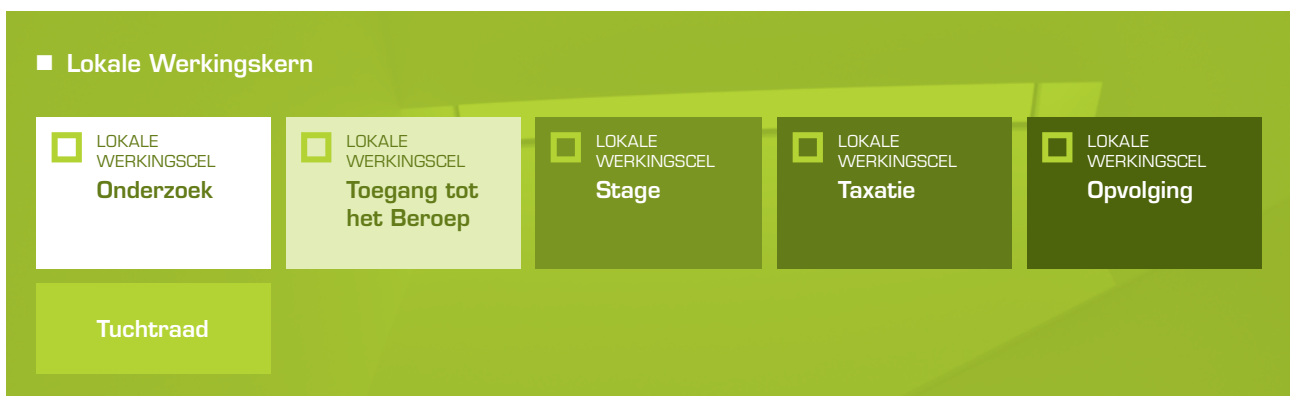 Lokale Werkingskern
LOKALE
WERKINGSCEL
Onderzoek
LOKALE
WERKINGSCEL
Toegang tot
het Beroep
LOKALE
WERKINGSCEL
Stage
LOKALE
WERKINGSCEL
Taxatie
LOKALE
WERKINGSCEL
Opvolging
Tuchtraad